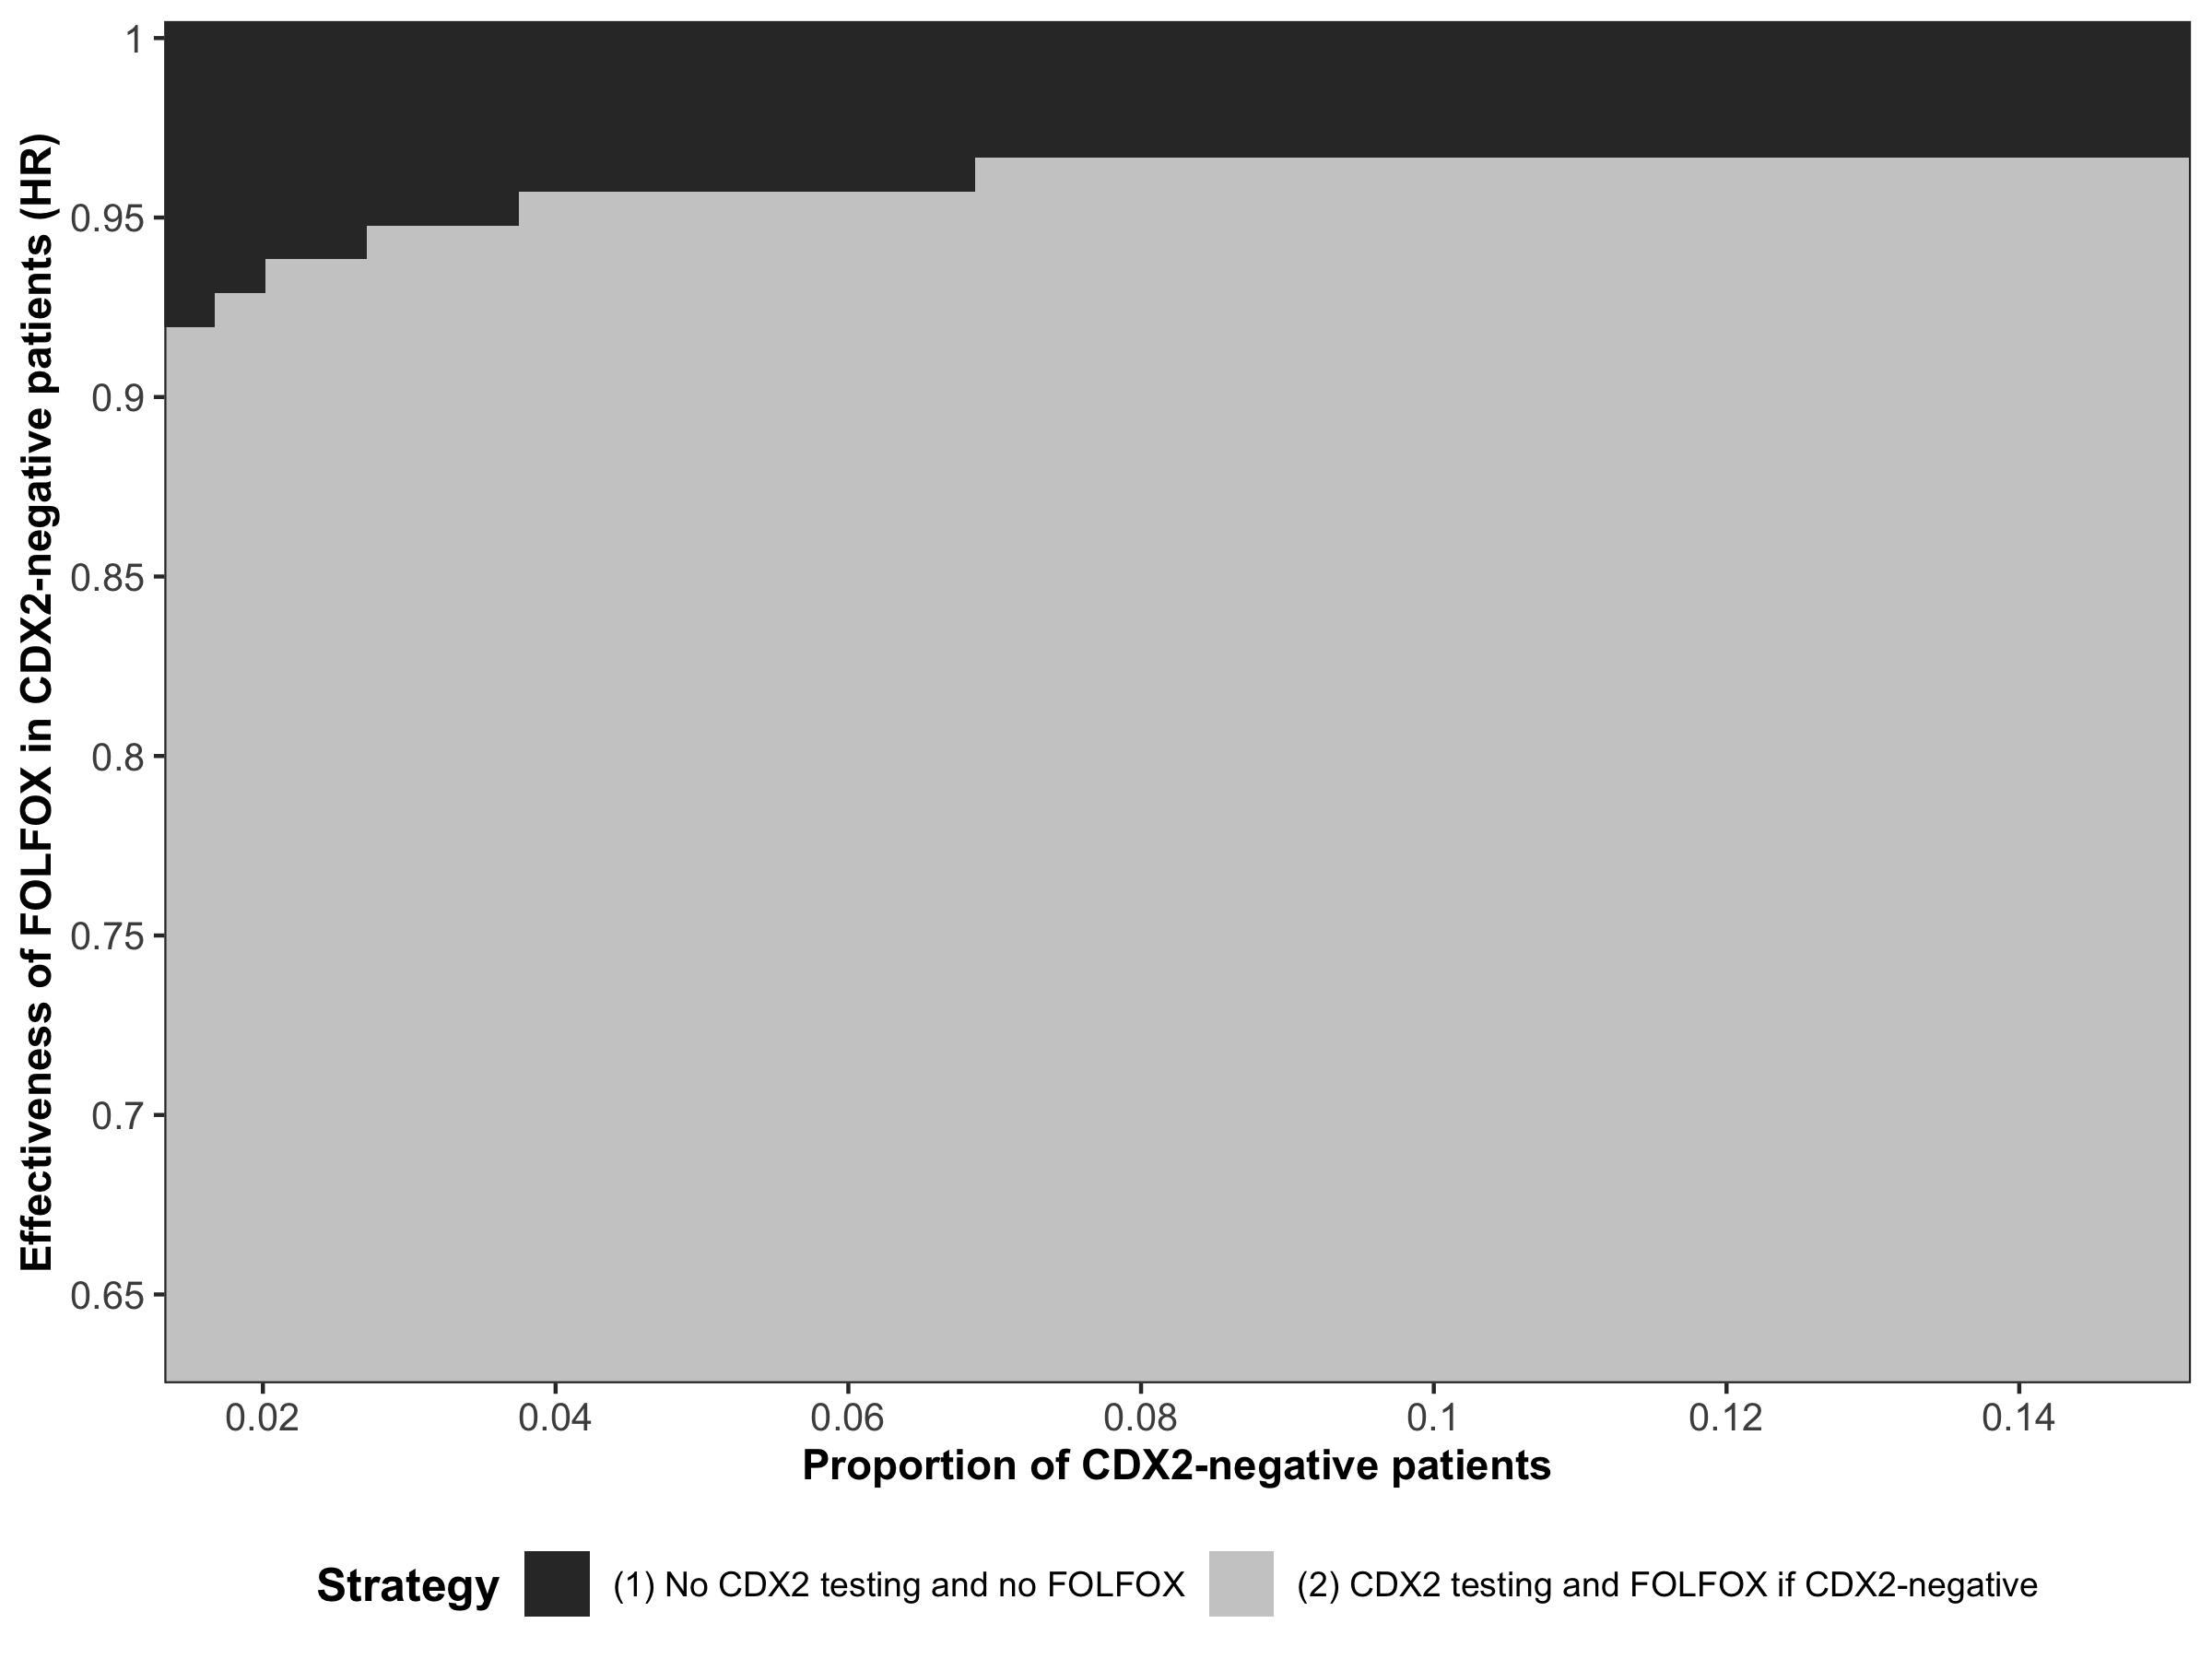 Effectiveness of FOLFOX in CDX2-negative patients (HR)
1
0.95
0.9
0.85
0.8
0.75
0.7
0.65
0.02 0.04 0.06 0.08 0.1 0.12 0.14
Proportion of CDX2-negative patients
Strategy (1) No CDX2 testing and no FOLFOX (2) CDX2 testing and FOLFOX if CDX2-negative